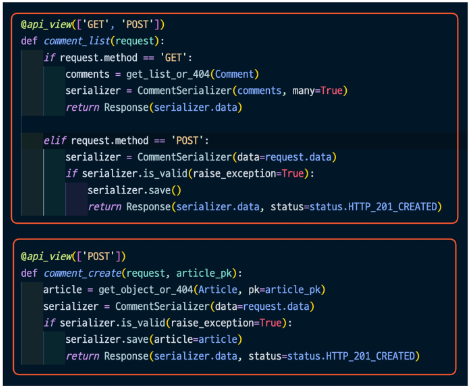 @api_view(['GET', 'POST'])
def comment_list(request):
    if request.method == 'GET':
        comments = get_list_or_404(Comment)
        serializer = CommentSerializer(comments, many=True)
        return Response(serializer.data)

    elif request.method == 'POST':
        serializer = CommentSerializer(data=request.data)
        if serializer.is_valid(raise_exception=True):
            serializer.save()
            return Response(serializer.data, status=status.HTTP_201_CREATED)

@api_view(['POST'])
def comment_create(request, article_pk):
    article = get_object_or_404(Article, pk=article_pk)
    serializer = CommentSerializer(data=request.data)
    if serializer.is_valid(raise_exception=True):
        serializer.save(article=article)
        return Response(serializer.data, status=status.HTTP_201_CREATED)